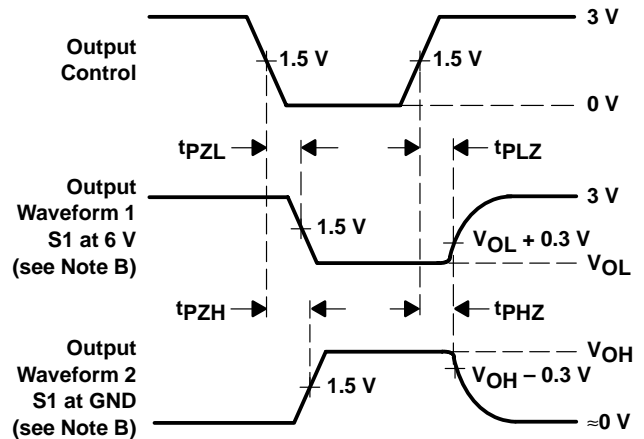 3 V
Output
Control
1.5 V
1.5 V
0 V
tPZL
tPLZ
Output
Waveform 1
S1 at 6 V
(see Note B)
3 V
1.5 V
VOL + 0.3 V
VOL
tPZH
tPHZ
Output
Waveform 2
S1 at GND
(see Note B)
VOH
1.5 V
VOH − 0.3 V
≈0 V